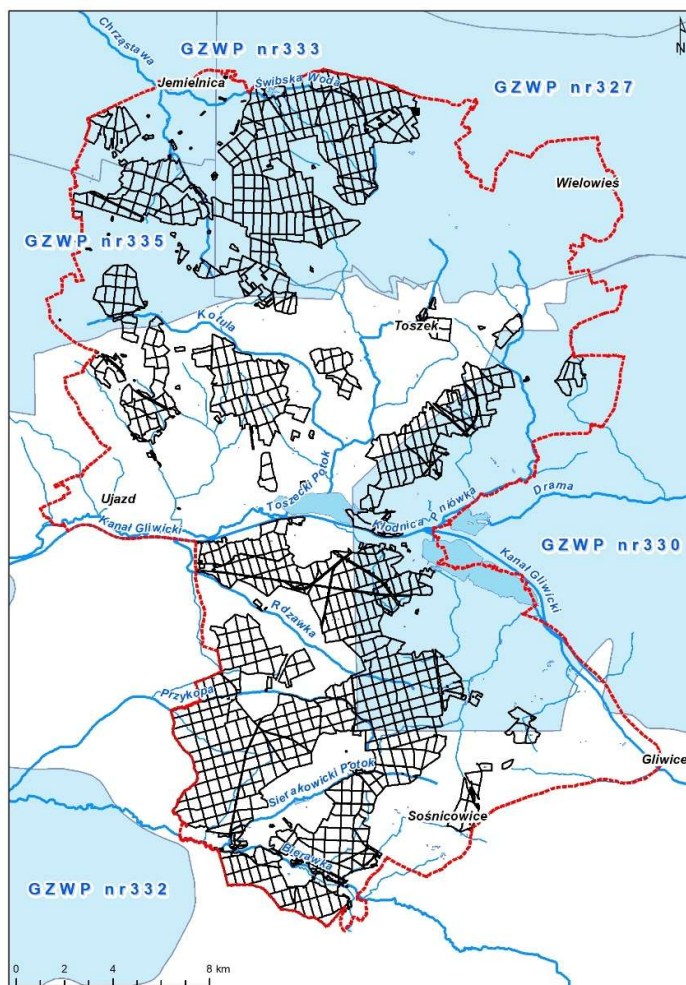 Chrząstawa
GZWP nr333
N
Jemielnica
Świbska Woda
GZWP nr327
Wielowieś
GZWP nr335
Kotula
Toszek
Ujazd
Toszecki Potok
Drama
Kanał Gliwicki
Kłodnica
GZWP nr330
Kanał Gliwicki
Rdzawka
Przykopa
Gliwice
Sierakowicki Potok
Sośnicowice
Bierawka
GZWP nr332
0 2 4 8 km